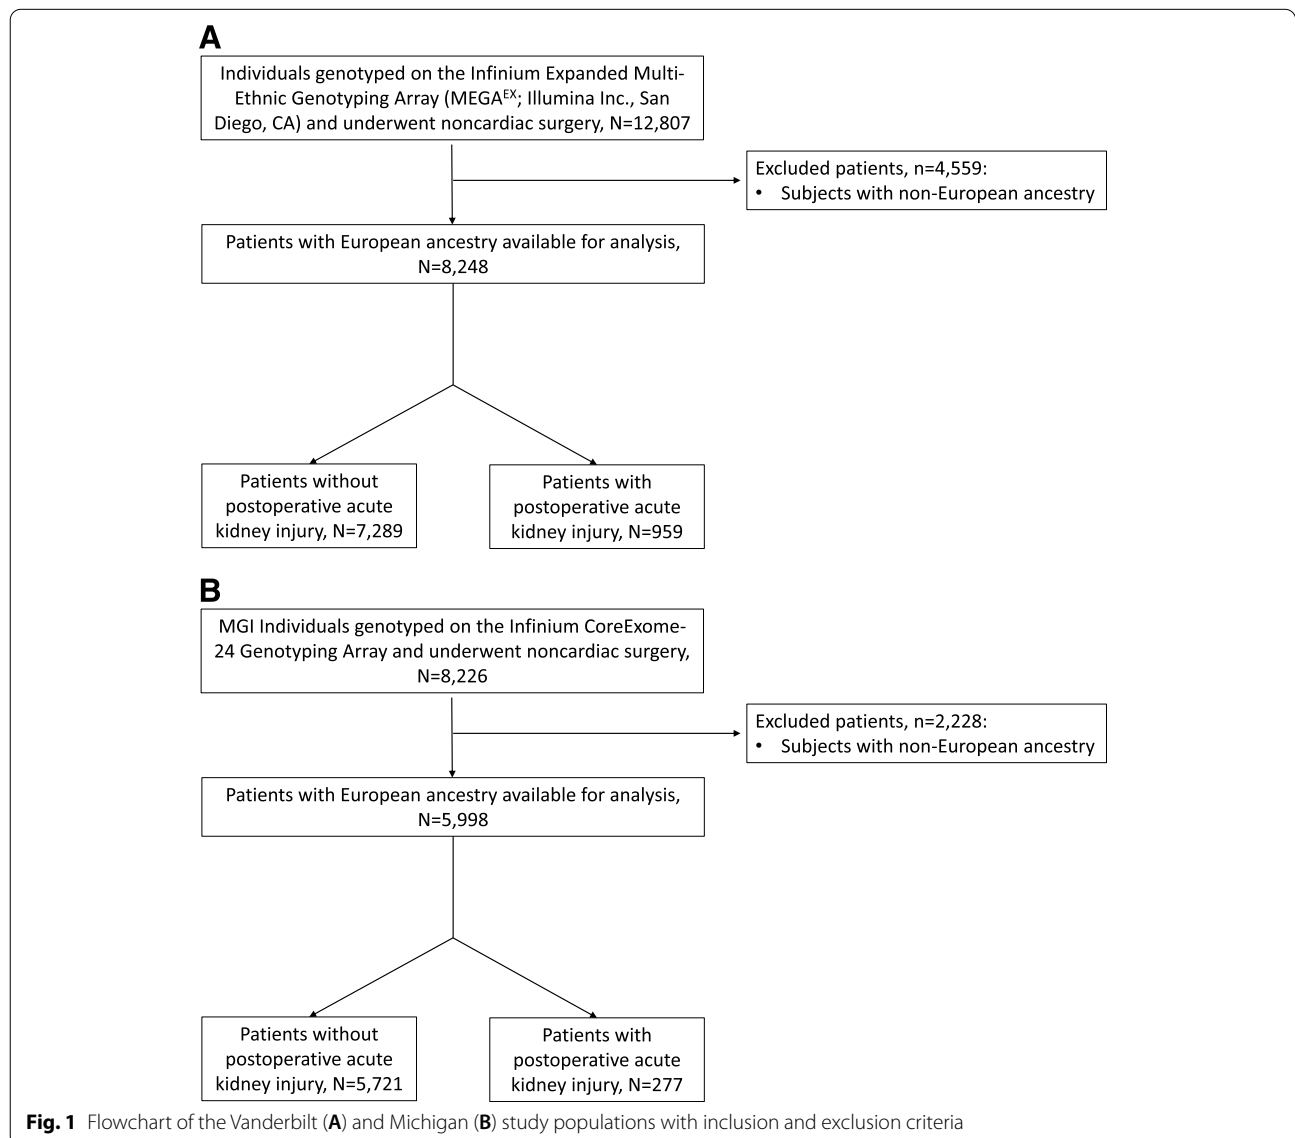 A
Individuals genotyped on the Infinium Expanded Multi-
Ethnic Genotyping Array (MEGAEX; Illumina Inc., San
Diego, CA) and underwent noncardiac surgery, N=12,807
Excluded patients, n=4,559:
• Subjects with non-European ancestry
Patients with European ancestry available for analysis,
N=8,248
Patients without
postoperative acute
kidney injury, N=7,289
Patients with
postoperative acute
kidney injury, N=959
B
MGI Individuals genotyped on the Infinium CoreExome-
24 Genotyping Array and underwent noncardiac surgery,
N=8,226
Excluded patients, n=2,228:
• Subjects with non-European ancestry
Patients with European ancestry available for analysis,
N=5,998
Patients without
postoperative acute
kidney injury, N=5,721
Patients with
postoperative acute
kidney injury, N=277
Fig. 1 Flowchart of the Vanderbilt (A) and Michigan (B) study populations with inclusion and exclusion criteria